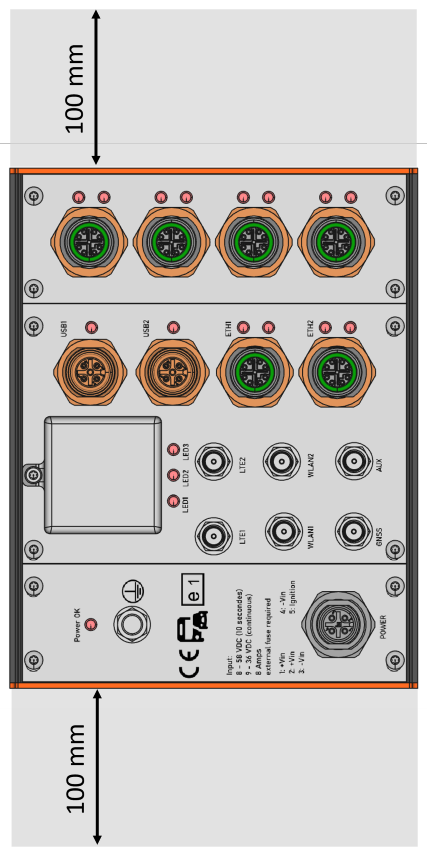 100 mm
USB1
USB2
ETH1
ETH2
LED3
LED2
LED1
LTE2
WLAN2
AUX
LTE1
WLAN1
GNSS
Power OK
e1
CE
Input:
8 - 58 VDC (10 secondes)
9 - 36 VDC (continuous)
8 Amps
external fuse required
1: +Vin
2: +Vin
3: -Vin
4: -Vin
5: Ignition
POWER
100 mm